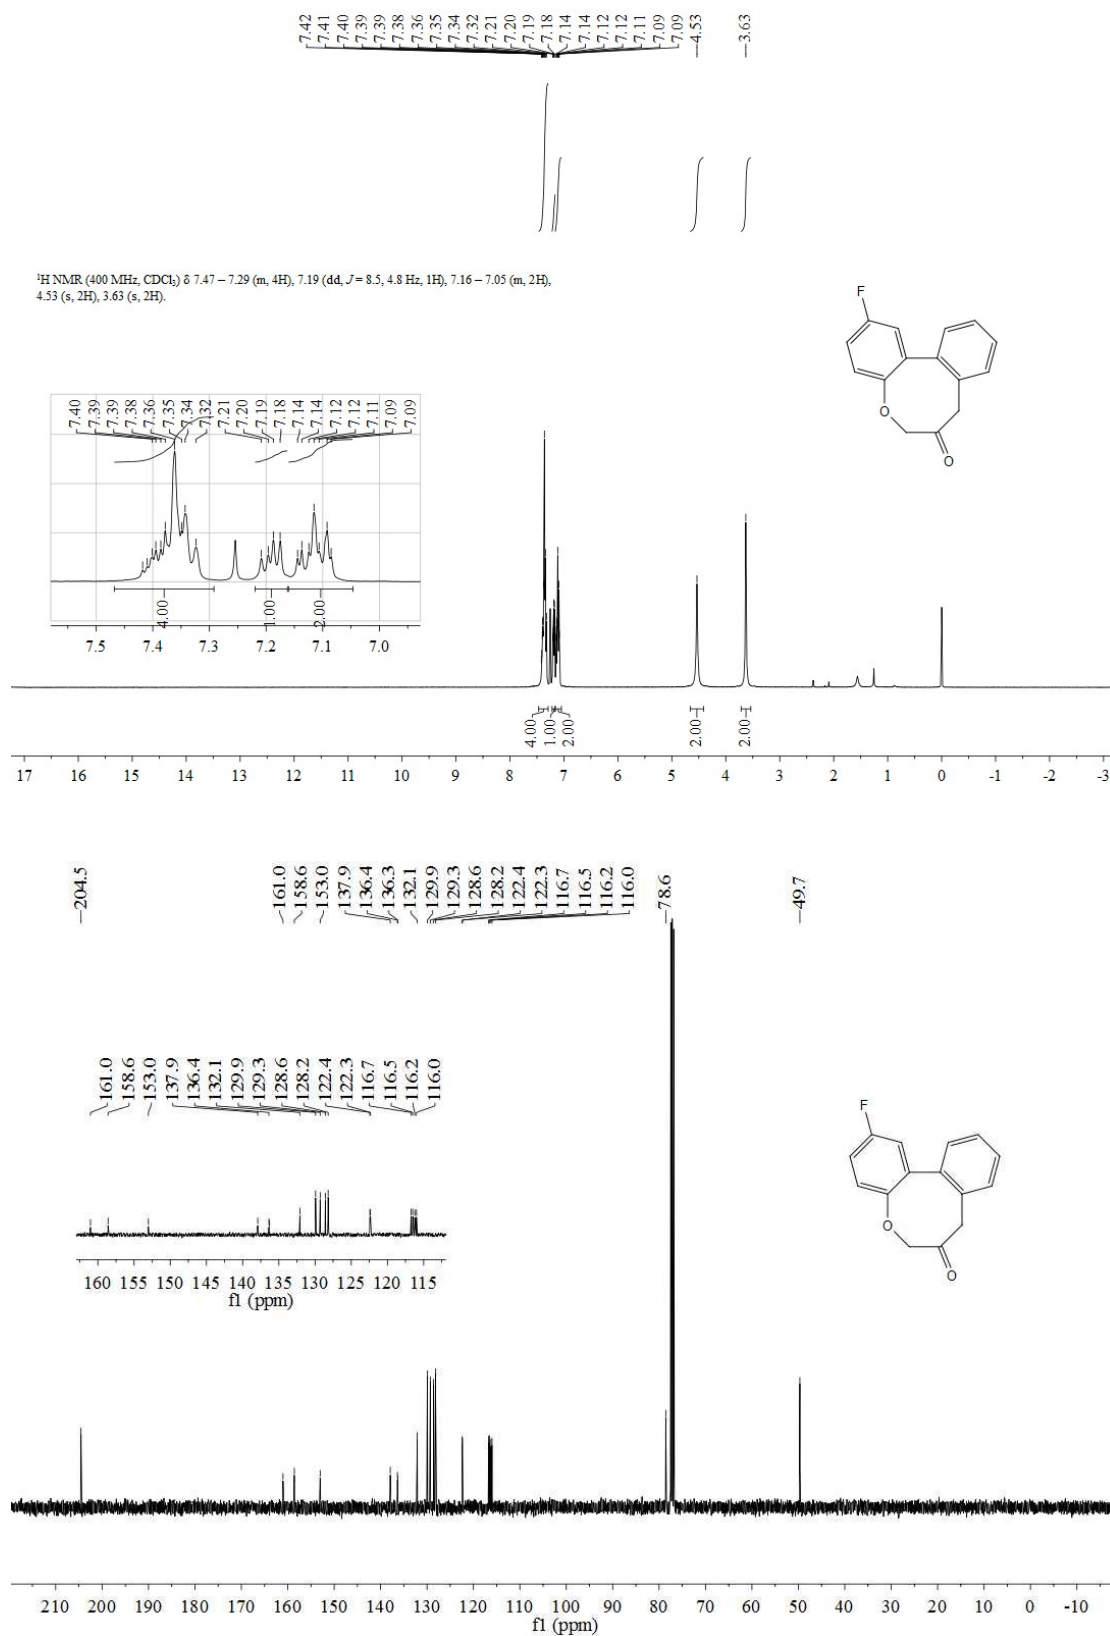 7.42 7.41 7.40 7.39 7.39 7.38 7.36 7.35 7.34 7.32 7.21 7.20 7.19 7.18 7.14 7.14 7.12 7.12 7.11 7.09 7.09 4.53 3.63
¹H NMR (400 MHz, CDCl₃) δ 7.47 – 7.29 (m, 4H), 7.19 (dd, J = 8.5, 4.8 Hz, 1H), 7.16 – 7.05 (m, 2H),
4.53 (s, 2H), 3.63 (s, 2H).
F
O
O
7.40 7.39 7.39 7.38 7.36 7.35 7.34 7.32 7.21 7.20 7.19 7.18 7.14 7.14 7.12 7.12 7.11 7.09 7.09
4.00 1.00 2.00
7.5 7.4 7.3 7.2 7.1 7.0
4.00 1.00 2.00 2.00 2.00
17 16 15 14 13 12 11 10 9 8 7 6 5 4 3 2 1 0 -1 -2 -3
204.5 161.0 158.6 153.0 137.9 136.4 136.3 132.1 129.9 129.3 128.6 128.2 122.4 122.3 116.7 116.5 116.2 116.0 78.6 49.7
161.0 158.6 153.0 137.9 136.4 132.1 129.9 129.3 128.6 128.2 122.4 122.3 116.7 116.5 116.2 116.0
F
O
O
160 155 150 145 140 135 130 125 120 115
f1 (ppm)
210 200 190 180 170 160 150 140 130 120 110 100 90 80 70 60 50 40 30 20 10 0 -10
f1 (ppm)